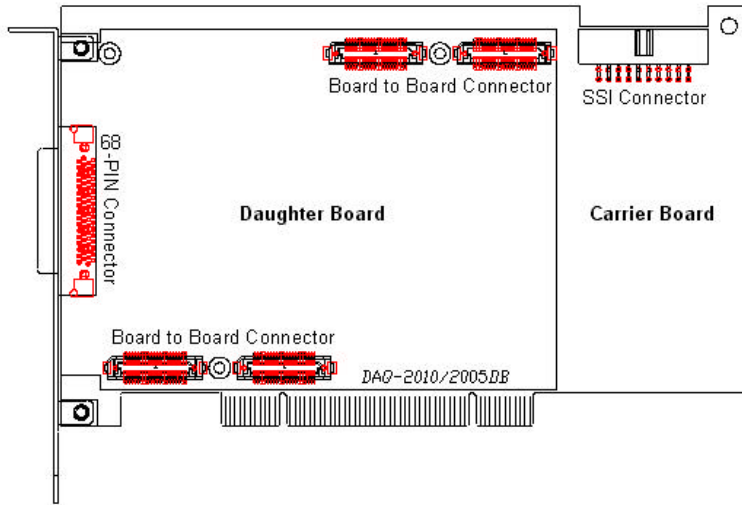 Board to Board Connector
SSI Connector
68-PIN Connector
Daughter Board
Carrier Board
Board to Board Connector
DAQ-2010/2005DB